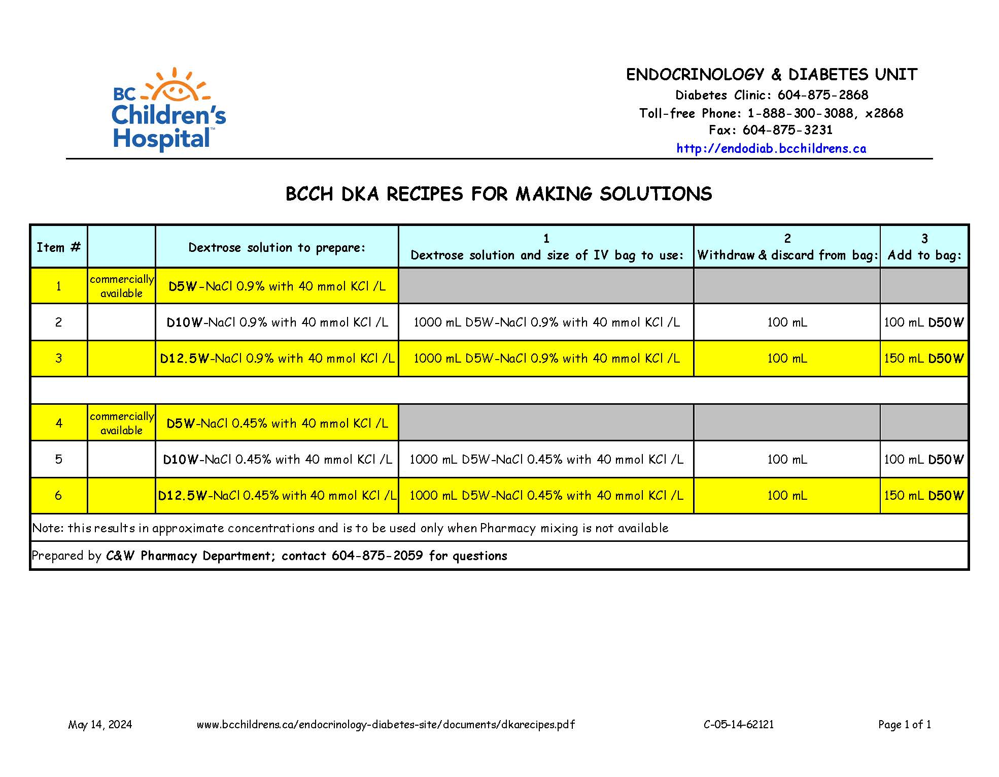 BC
Children's
Hospital™
ENDOCRINOLOGY & DIABETES UNIT
Diabetes Clinic: 604-875-2868
Toll-free Phone: 1-888-300-3088, x2868
Fax: 604-875-3231
http://endodiab.bcchildrens.ca
BCCH DKA RECIPES FOR MAKING SOLUTIONS
Item # Dextrose solution to prepare: 1 Dextrose solution and size of IV bag to use: 2 Withdraw & discard from bag: 3 Add to bag:
1 commercially available D5W-NaCl 0.9% with 40 mmol KCl /L
2 D10W-NaCl 0.9% with 40 mmol KCl /L 1000 mL D5W-NaCl 0.9% with 40 mmol KCl /L 100 mL 100 mL D50W
3 D12.5W-NaCl 0.9% with 40 mmol KCl /L 1000 mL D5W-NaCl 0.9% with 40 mmol KCl /L 100 mL 150 mL D50W
4 commercially available D5W-NaCl 0.45% with 40 mmol KCl /L
5 D10W-NaCl 0.45% with 40 mmol KCl /L 1000 mL D5W-NaCl 0.45% with 40 mmol KCl /L 100 mL 100 mL D50W
6 D12.5W-NaCl 0.45% with 40 mmol KCl /L 1000 mL D5W-NaCl 0.45% with 40 mmol KCl /L 100 mL 150 mL D50W
Note: this results in approximate concentrations and is to be used only when Pharmacy mixing is not available
Prepared by C&W Pharmacy Department; contact 604-875-2059 for questions
May 14, 2024 www.bcchildrens.ca/endocrinology-diabetes-site/documents/dkarecipes.pdf C-05-14-62121 Page 1 of 1